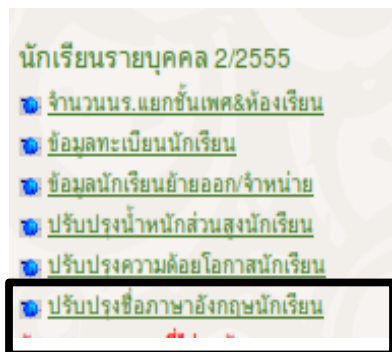 นักเรียนรายบุคคล 2/2555
จำนวนนร.แยกชั้นเพศ&ห้องเรียน
ข้อมูลทะเบียนนักเรียน
ข้อมูลนักเรียนย้ายออก/จำหน่าย
ปรับปรุงน้ำหนักส่วนสูงนักเรียน
ปรับปรุงความด้อยโอกาสนักเรียน
ปรับปรุงชื่อภาษาอังกฤษนักเรียน